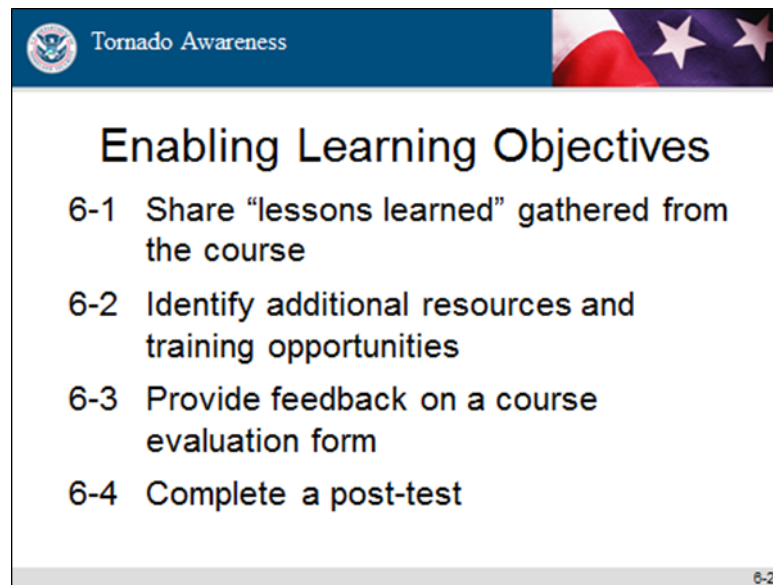 Tornado Awareness
Enabling Learning Objectives
6-1 Share “lessons learned” gathered from
the course
6-2 Identify additional resources and
training opportunities
6-3 Provide feedback on a course
evaluation form
6-4 Complete a post-test
6-2